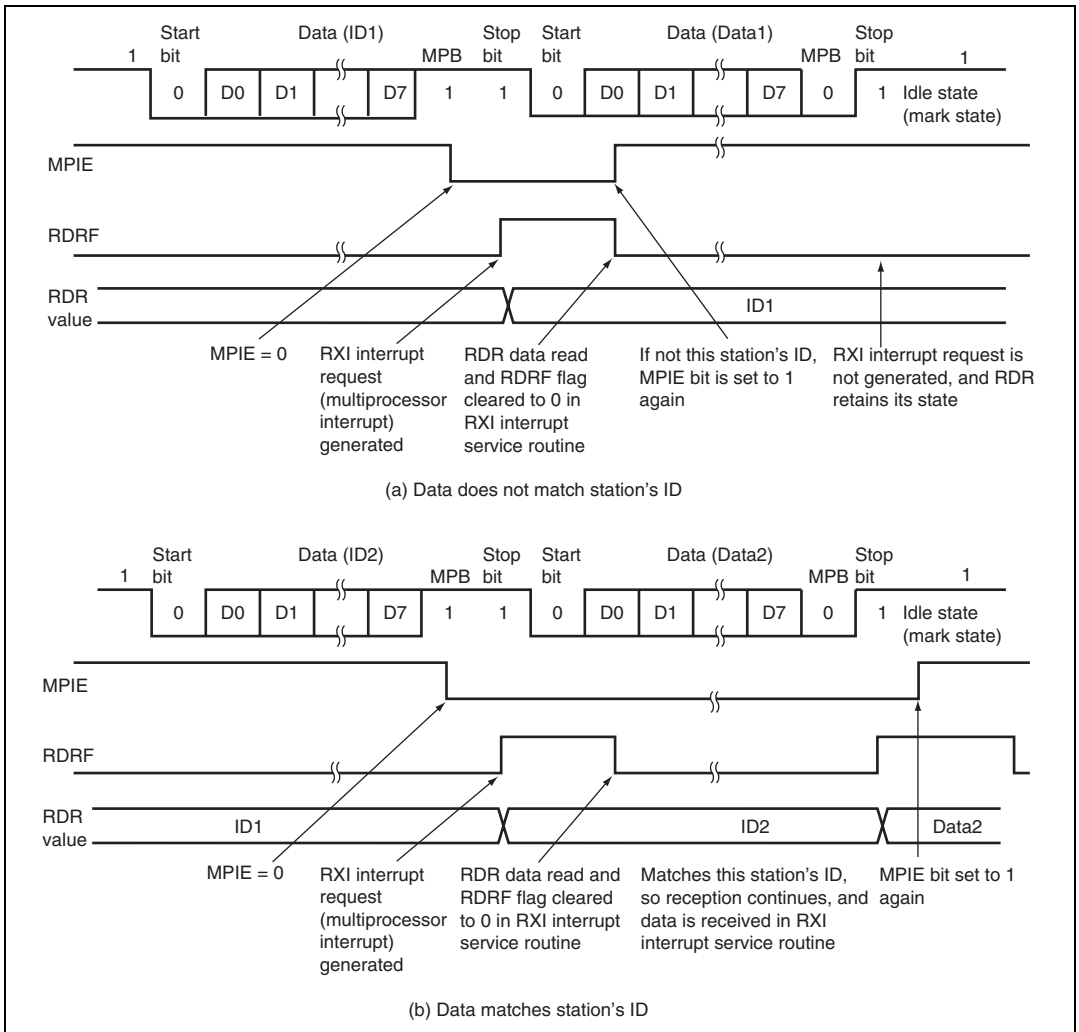 Start bit Data (ID1) MPB Stop bit Start bit Data (Data1) MPB Stop bit
1 0 D0 D1 D7 1 1 0 D0 D1 D7 0 1 1
Idle state
(mark state)
MPIE
RDRF
RDR
value
ID1
MPIE = 0
RXI interrupt
request
(multiprocessor
interrupt)
generated
RDR data read
and RDRF flag
cleared to 0 in
RXI interrupt
service routine
If not this station's ID,
MPIE bit is set to 1
again
RXI interrupt request is
not generated, and RDR
retains its state
(a) Data does not match station's ID
Start bit Data (ID2) MPB Stop bit Start bit Data (Data2) MPB Stop bit
1 0 D0 D1 D7 1 1 0 D0 D1 D7 0 1 1
Idle state
(mark state)
MPIE
RDRF
RDR
value
ID1 ID2 Data2
MPIE = 0
RXI interrupt
request
(multiprocessor
interrupt)
generated
RDR data read and
RDRF flag cleared
to 0 in RXI interrupt
service routine
Matches this station's ID,
so reception continues, and
data is received in RXI
interrupt service routine
MPIE bit set to 1
again
(b) Data matches station's ID